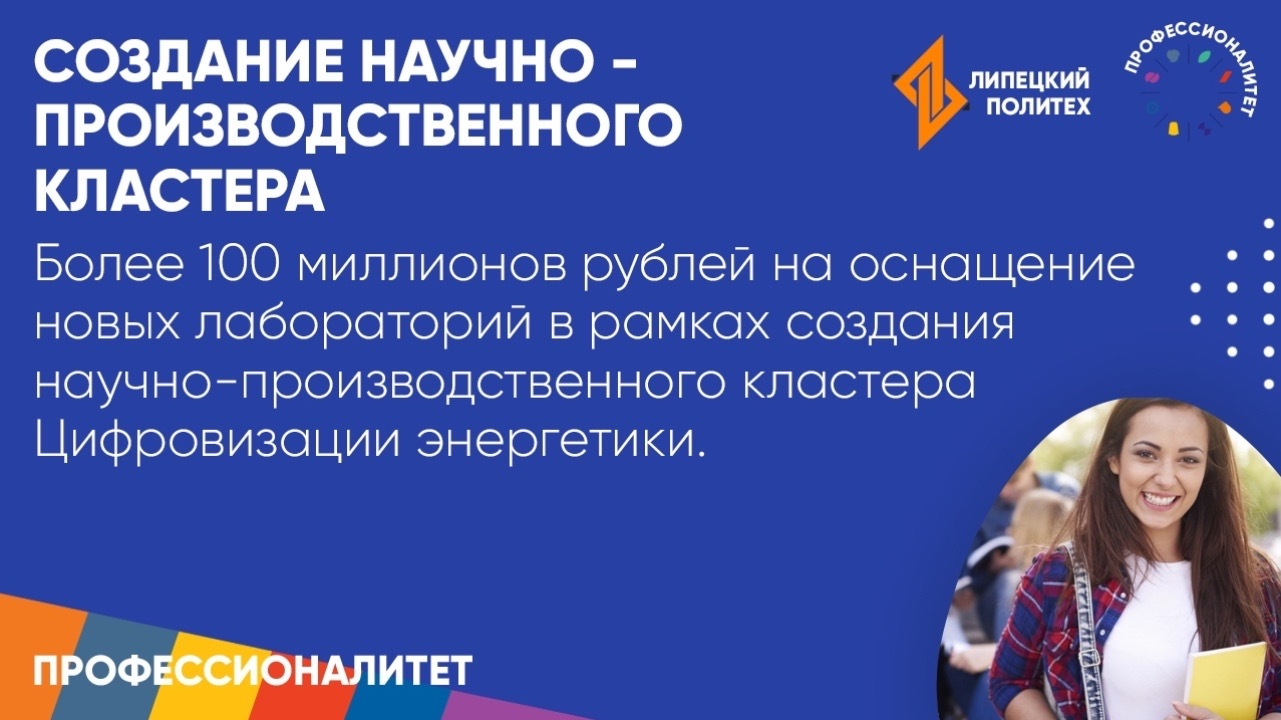 СОЗДАНИЕ НАУЧНО -
ПРОИЗВОДСТВЕННОГО
КЛАСТЕРА
ЛИПЕЦКИЙ
ПОЛИТЕХ
ПРОФЕССИОНАЛИТЕТ
Более 100 миллионов рублей на оснащение
новых лабораторий в рамках создания
научно-производственного кластера
Цифровизации энергетики.
ПРОФЕССИОНАЛИТЕТ